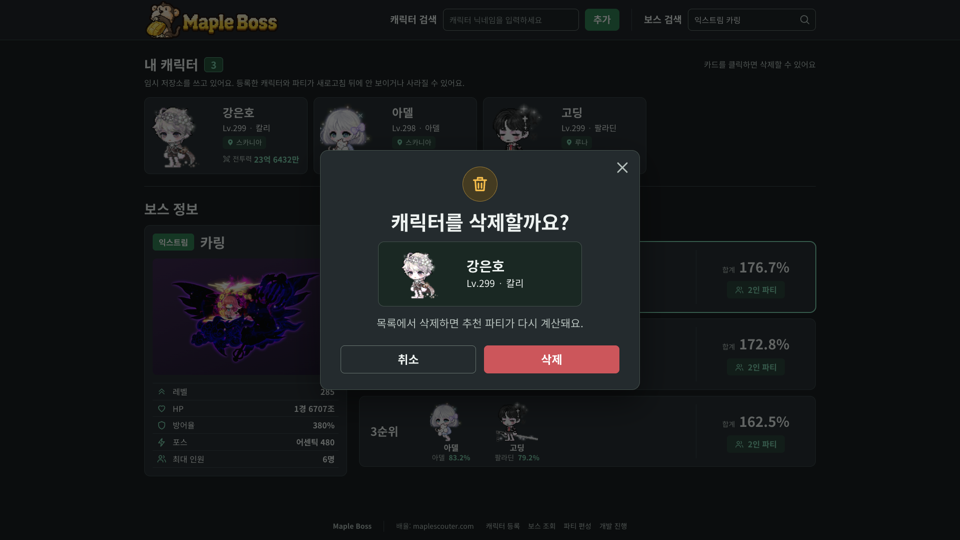 Maple Boss
캐릭터 검색
캐릭터 닉네임을 입력하세요
추가
보스 검색
익스트림 카링
내 캐릭터 3
카드를 클릭하면 삭제할 수 있어요
임시 저장소를 쓰고 있어요. 등록한 캐릭터와 파티가 새로고침 뒤에 안 보이거나 사라질 수 있어요.
강은호
Lv.299 · 칼리
스카니아
전투력 23억 6432만
아델
Lv.298 · 아델
스카니아
고딩
Lv.299 · 팔라딘
루나
보스 정보
익스트림 카링
레벨 285
HP 1경 6707조
방어율 380%
포스 어센틱 480
최대 인원 6명
캐릭터를 삭제할까요?
강은호
Lv.299 · 칼리
목록에서 삭제하면 추천 파티가 다시 계산돼요.
취소
삭제
합계 176.7%
2인 파티
합계 172.8%
2인 파티
3순위
아델
아델 83.2%
고딩
팔라딘 79.2%
합계 162.5%
2인 파티
Maple Boss
배율: maplescouter.com
캐릭터 등록
보스 조회
파티 편성
개발 진행